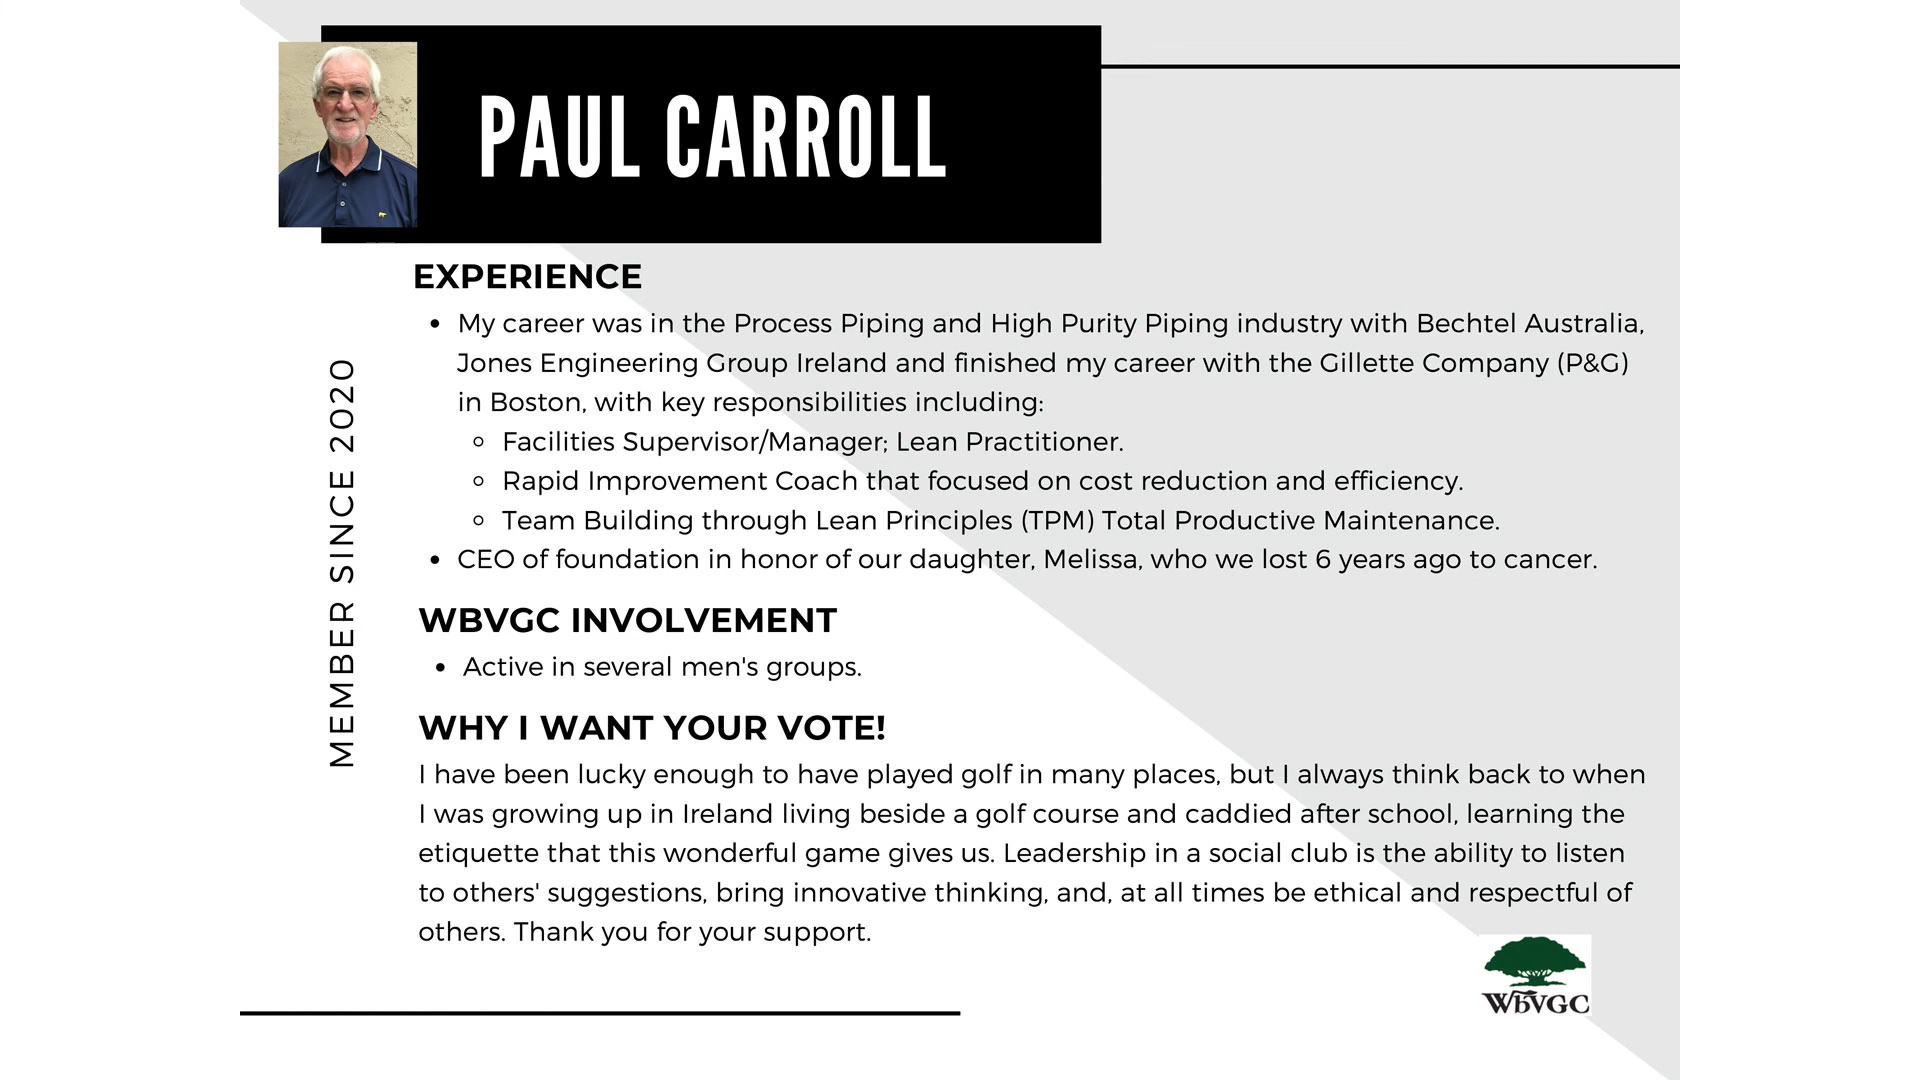 PAUL CARROLL
MEMBER SINCE 2020
EXPERIENCE
• My career was in the Process Piping and High Purity Piping industry with Bechtel Australia,
Jones Engineering Group Ireland and finished my career with the Gillette Company (P&G)
in Boston, with key responsibilities including:
◦ Facilities Supervisor/Manager; Lean Practitioner.
◦ Rapid Improvement Coach that focused on cost reduction and efficiency.
◦ Team Building through Lean Principles (TPM) Total Productive Maintenance.
• CEO of foundation in honor of our daughter, Melissa, who we lost 6 years ago to cancer.
WBVGC INVOLVEMENT
• Active in several men's groups.
WHY I WANT YOUR VOTE!
I have been lucky enough to have played golf in many places, but I always think back to when
I was growing up in Ireland living beside a golf course and caddied after school, learning the
etiquette that this wonderful game gives us. Leadership in a social club is the ability to listen
to others' suggestions, bring innovative thinking, and, at all times be ethical and respectful of
others. Thank you for your support.
WbVGC